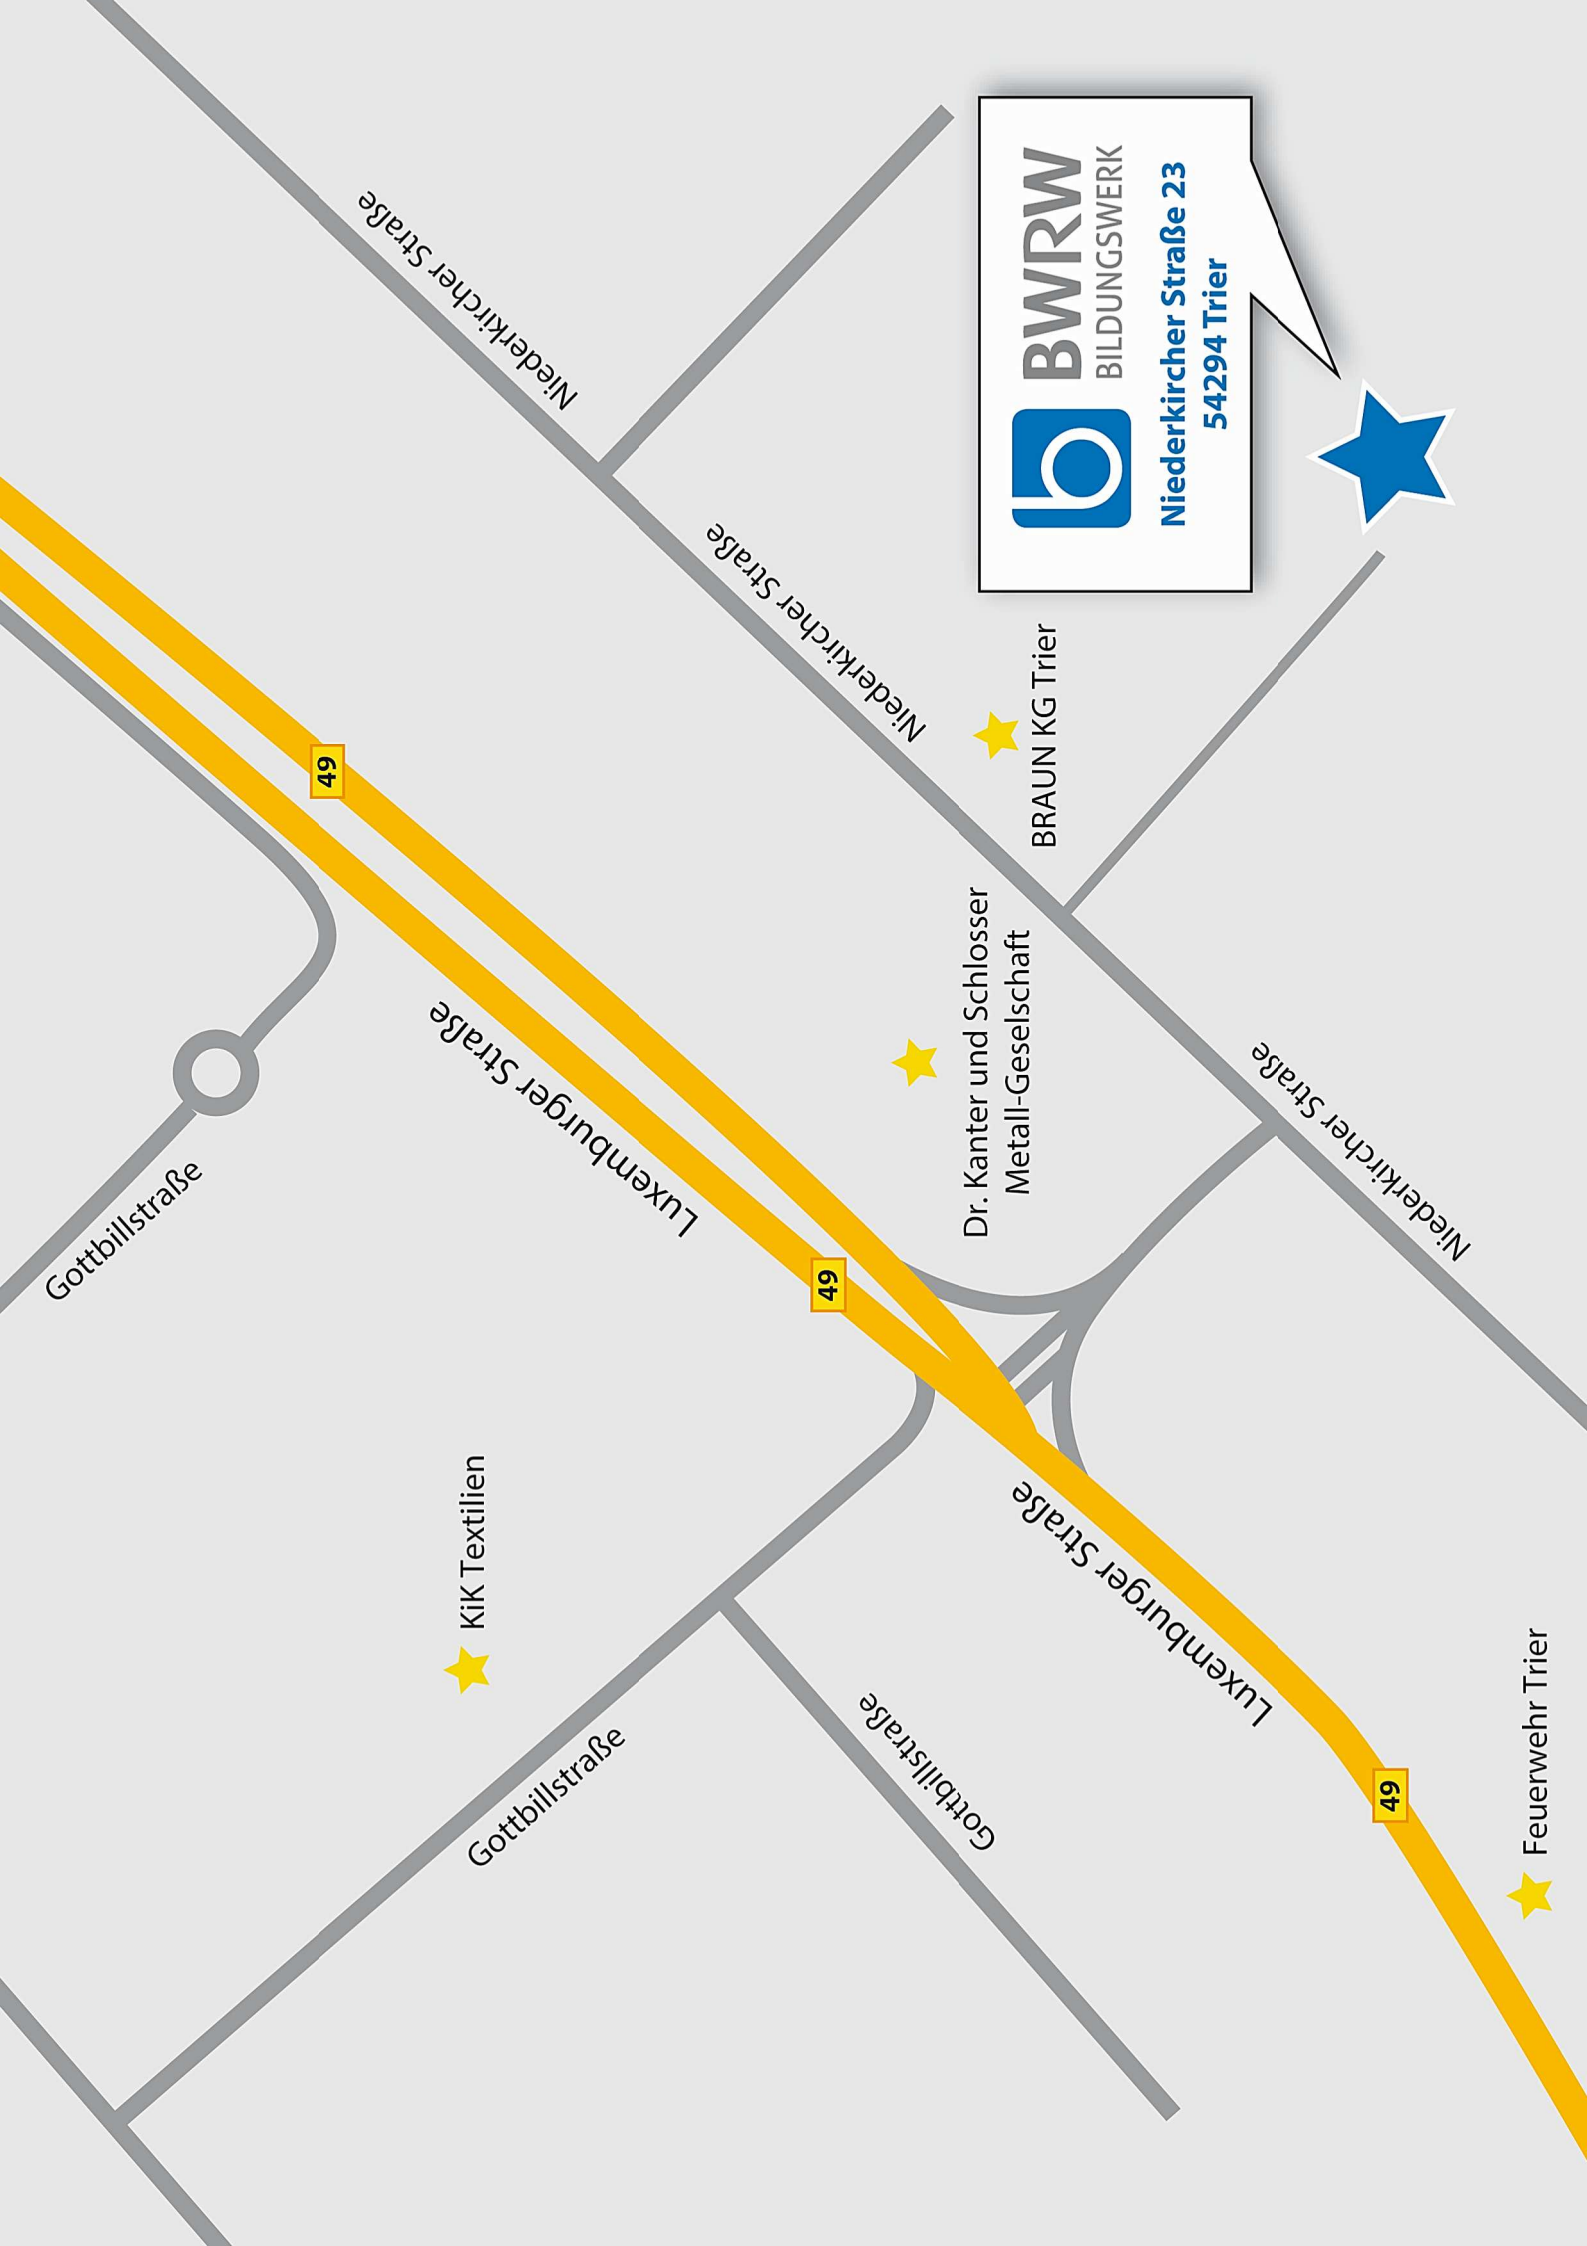 BWRW
BILDUNGSWERK
Niederkircher Straße 23
54294 Trier
Niederkircher Straße
Niederkircher Straße
BRAUN KG Trier
49
Dr. Kanter und Schlosser
Metall-Geselschaft
Niederkircher Straße
Luxemburger Straße
49
Gottbillstraße
KiK Textilien
Luxemburger Straße
Gottbillstraße
Gottbillstraße
49
Feuerwehr Trier